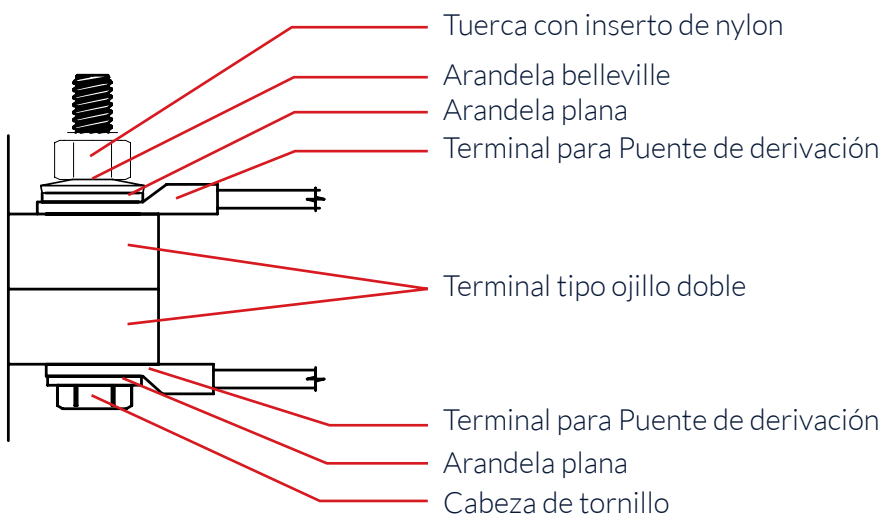 Tuerca con inserto de nylon
Arandela belleville
Arandela plana
Terminal para Puente de derivación
Terminal tipo ojillo doble
Terminal para Puente de derivación
Arandela plana
Cabeza de tornillo